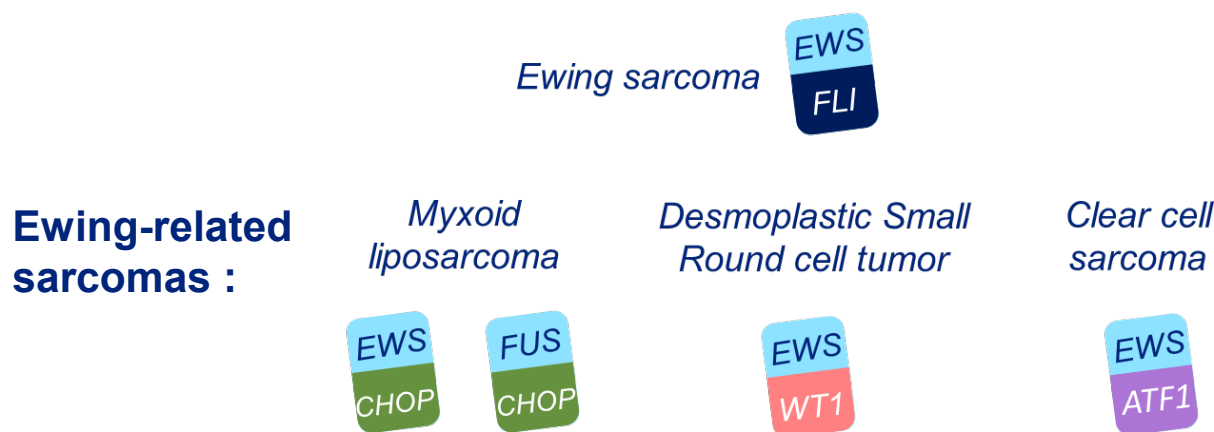 Ewing sarcoma
EWS
FLI
Ewing-related
sarcomas :
Myxoid
liposarcoma
EWS
CHOP
FUS
CHOP
Desmoplastic Small
Round cell tumor
EWS
WT1
Clear cell
sarcoma
EWS
ATF1